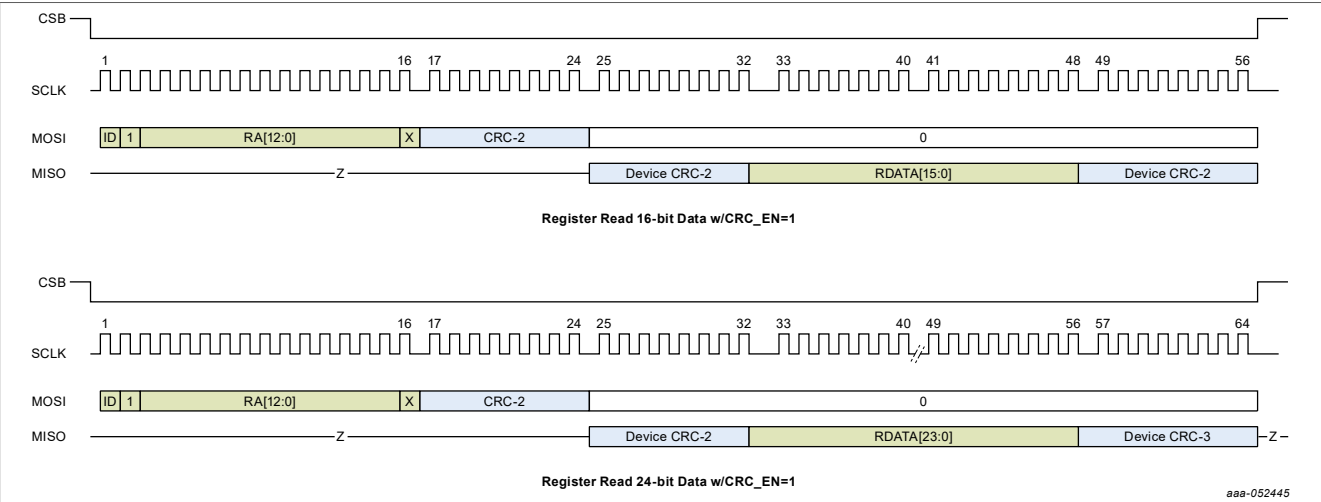 CSB
1 16 17 24 25 32 33 40 41 48 49 56
SCLK
MOSI ID 1 RA[12:0] X CRC-2 0
MISO Z Device CRC-2 RDATA[15:0] Device CRC-2
Register Read 16-bit Data w/CRC_EN=1
CSB
1 16 17 24 25 32 33 40 49 56 57 64
SCLK
MOSI ID 1 RA[12:0] X CRC-2 0
MISO Z Device CRC-2 RDATA[23:0] Device CRC-3 Z
Register Read 24-bit Data w/CRC_EN=1
aaa-052445